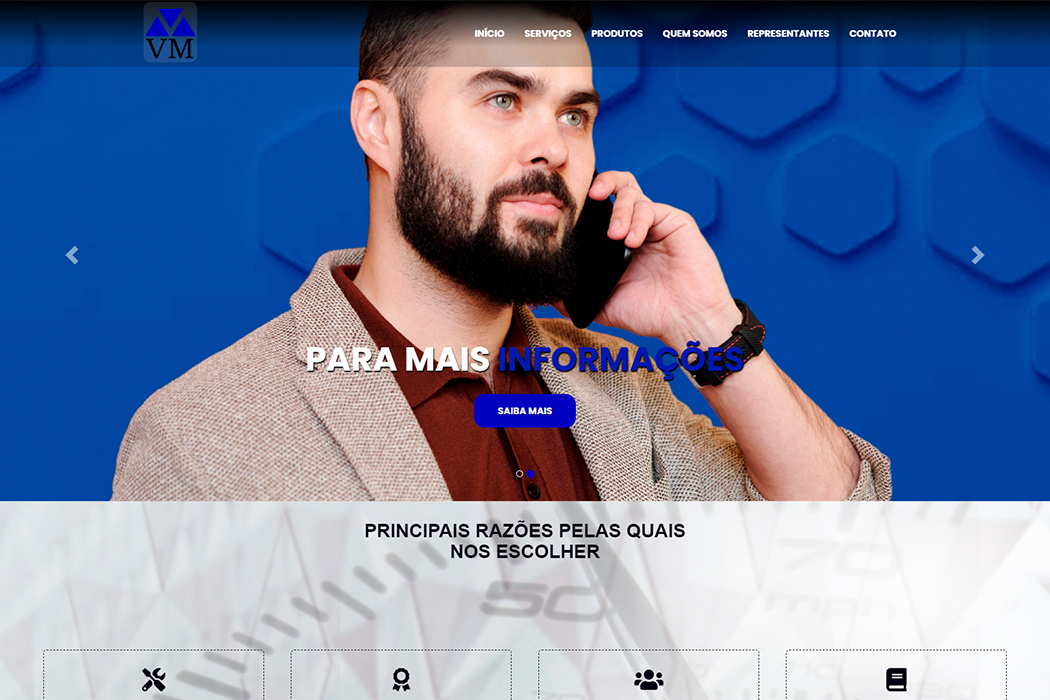 VM
INÍCIO SERVIÇOS PRODUTOS QUEM SOMOS REPRESENTANTES CONTATO
PARA MAIS INFORMAÇÕES
SAIBA MAIS
PRINCIPAIS RAZÕES PELAS QUAIS
NOS ESCOLHER
70
mph
50